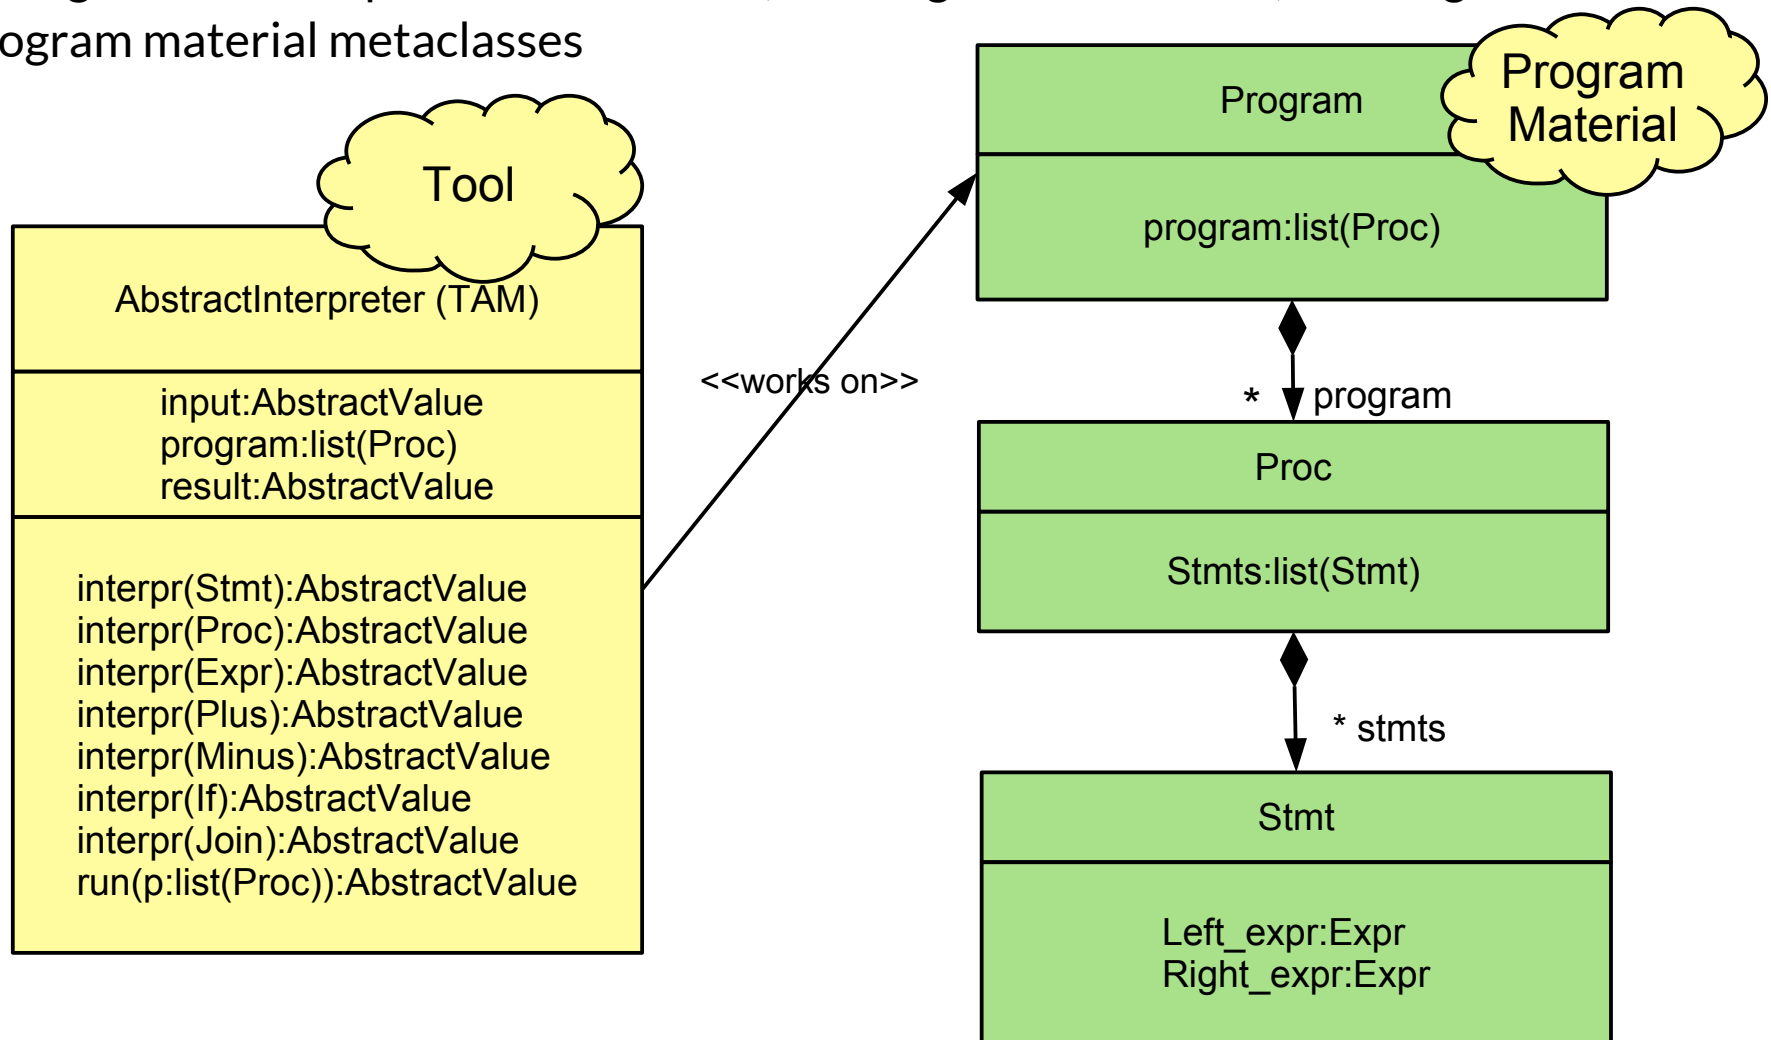 ogram material metaclasses
Tool
AbstractInterpreter (TAM)
input:AbstractValue
program:list(Proc)
result:AbstractValue
interpr(Stmt):AbstractValue
interpr(Proc):AbstractValue
interpr(Expr):AbstractValue
interpr(Plus):AbstractValue
interpr(Minus):AbstractValue
interpr(If):AbstractValue
interpr(Join):AbstractValue
run(p:list(Proc)):AbstractValue
<<works on>>
Program
Material
Program
program:list(Proc)
* program
Proc
Stmts:list(Stmt)
* stmts
Stmt
Left_expr:Expr
Right_expr:Expr